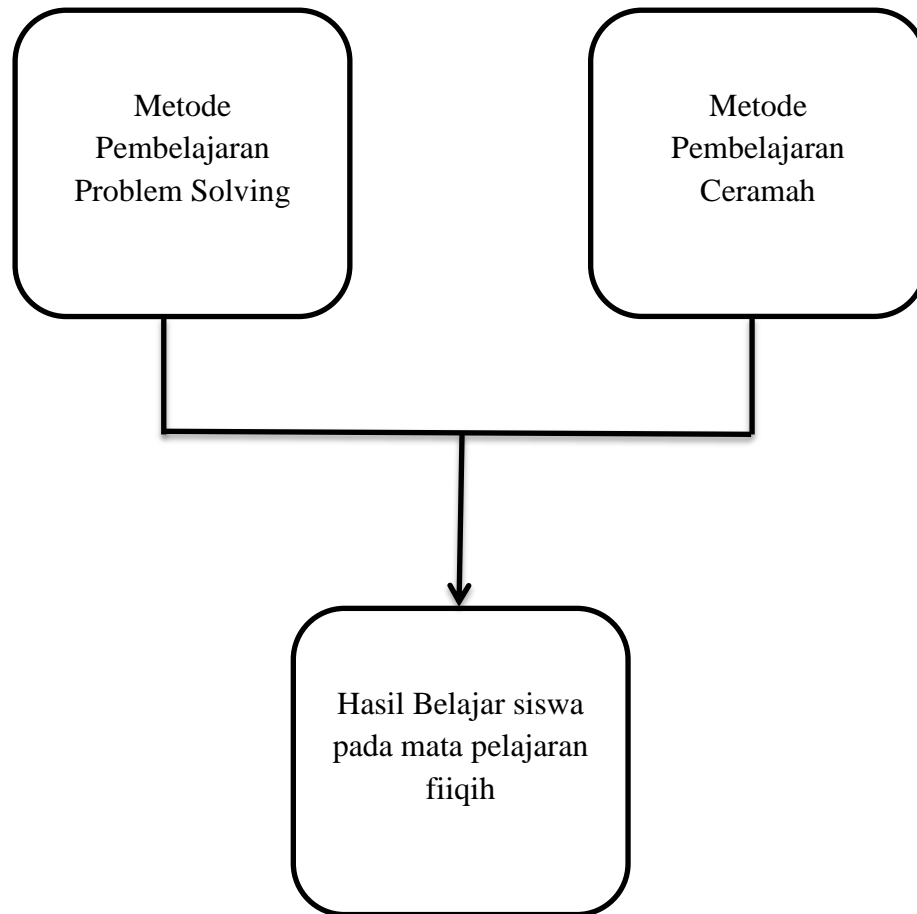 Metode
Pembelajaran
Problem Solving
Metode
Pembelajaran
Ceramah
Hasil Belajar siswa
pada mata pelajaran
fiiqih